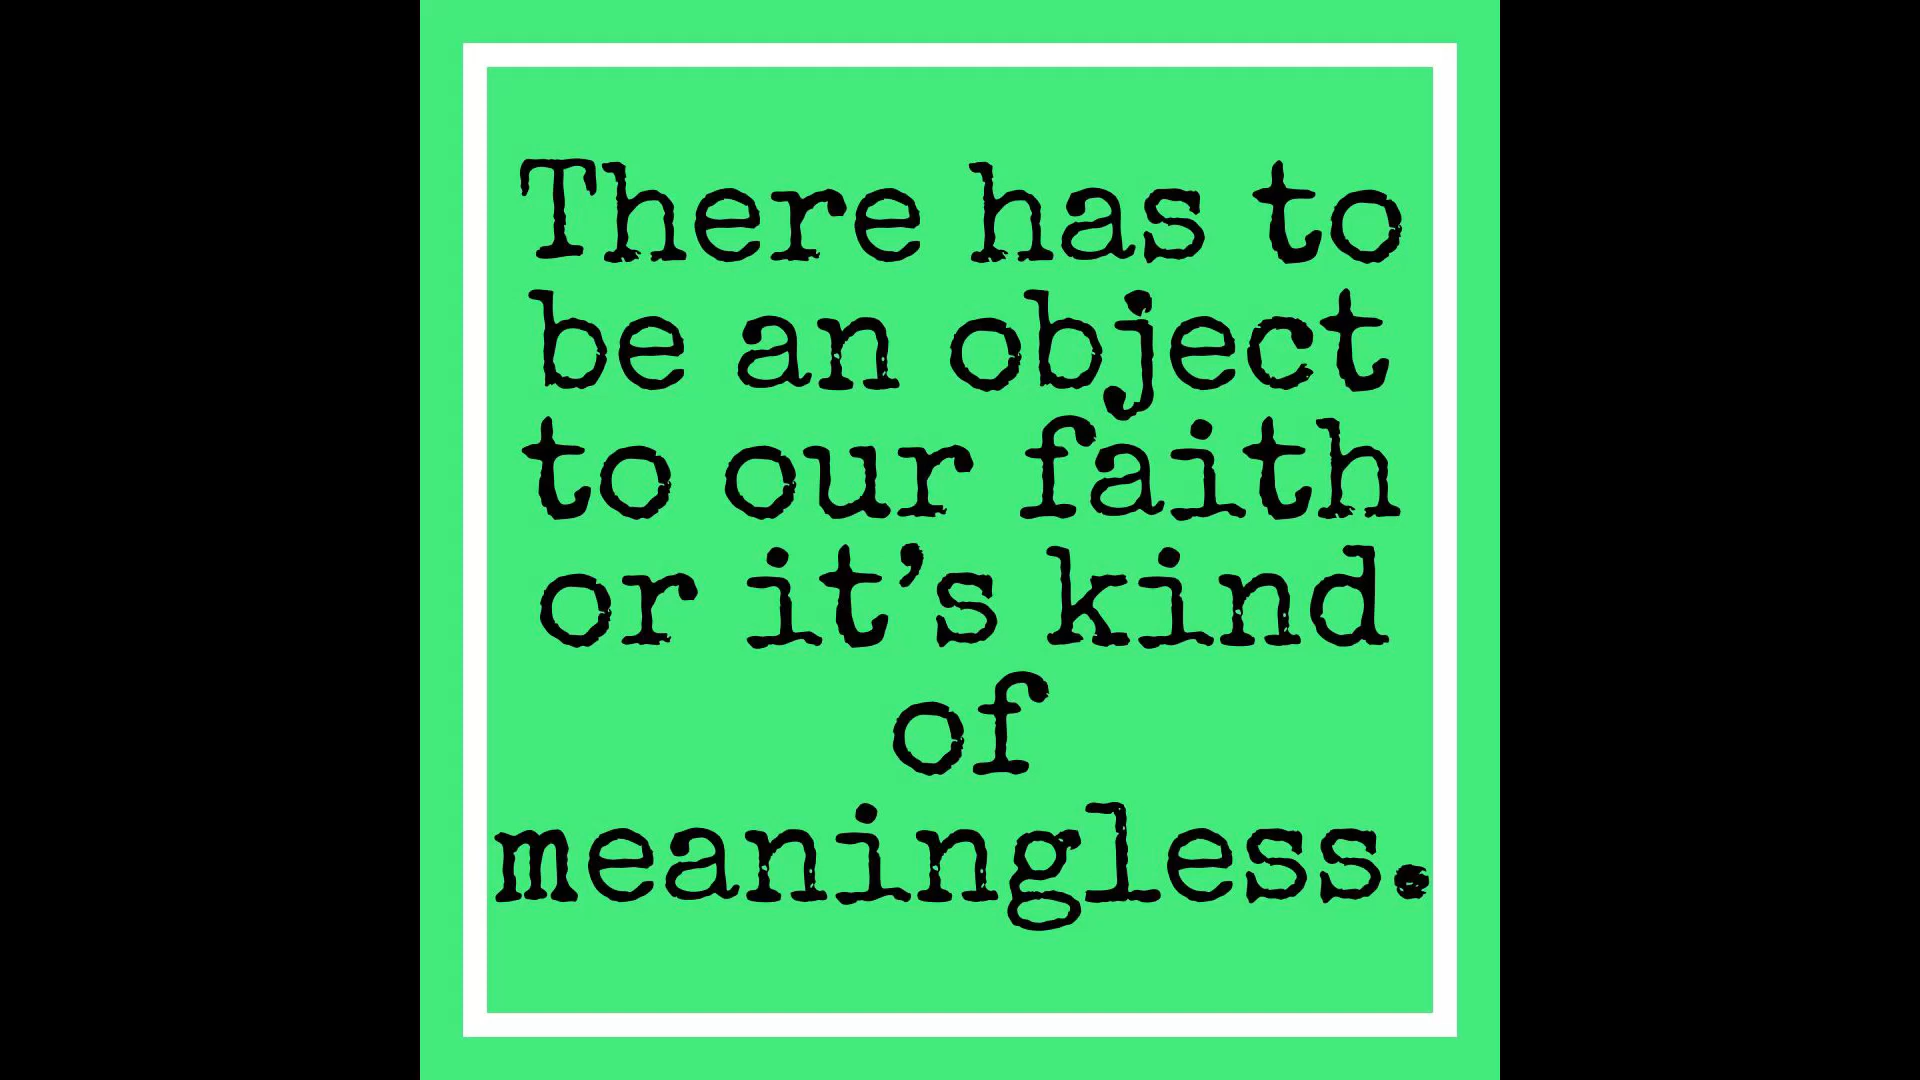 There has to
be an object
to our faith
or it’s kind
of
meaningless.